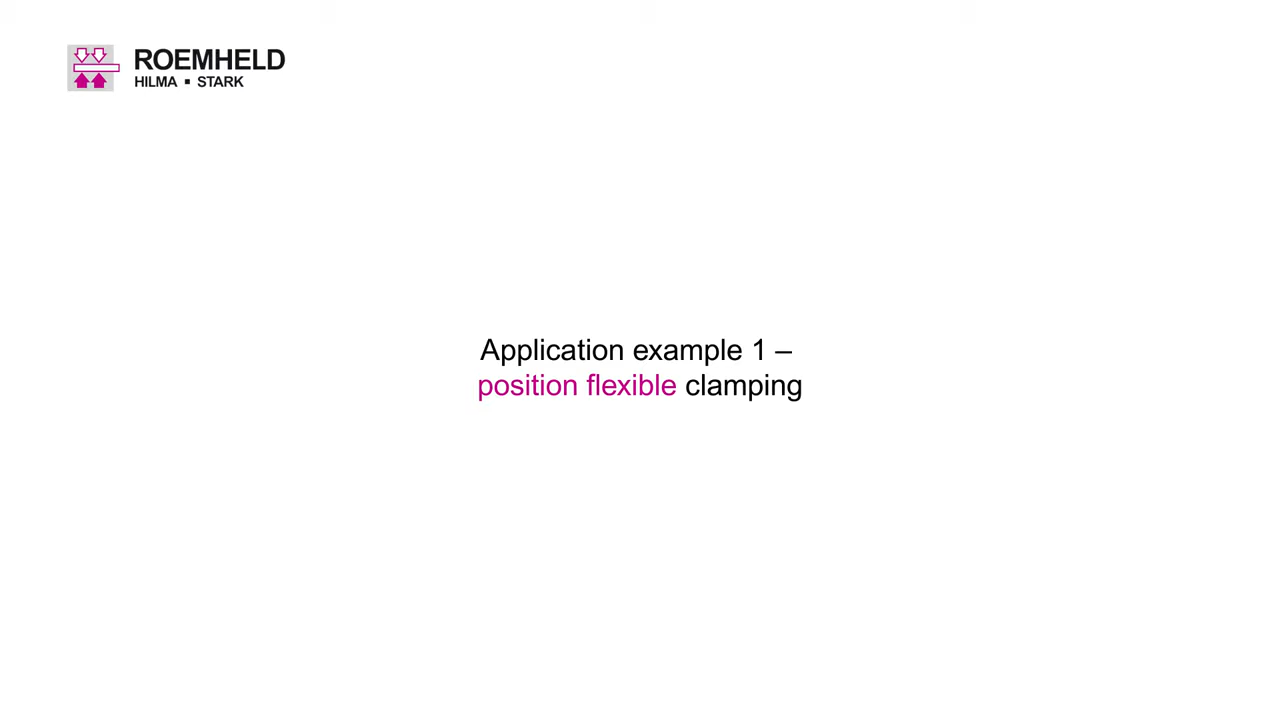 ROEMHELD
HILMA ▪ STARK
Application example 1 –
position flexible clamping